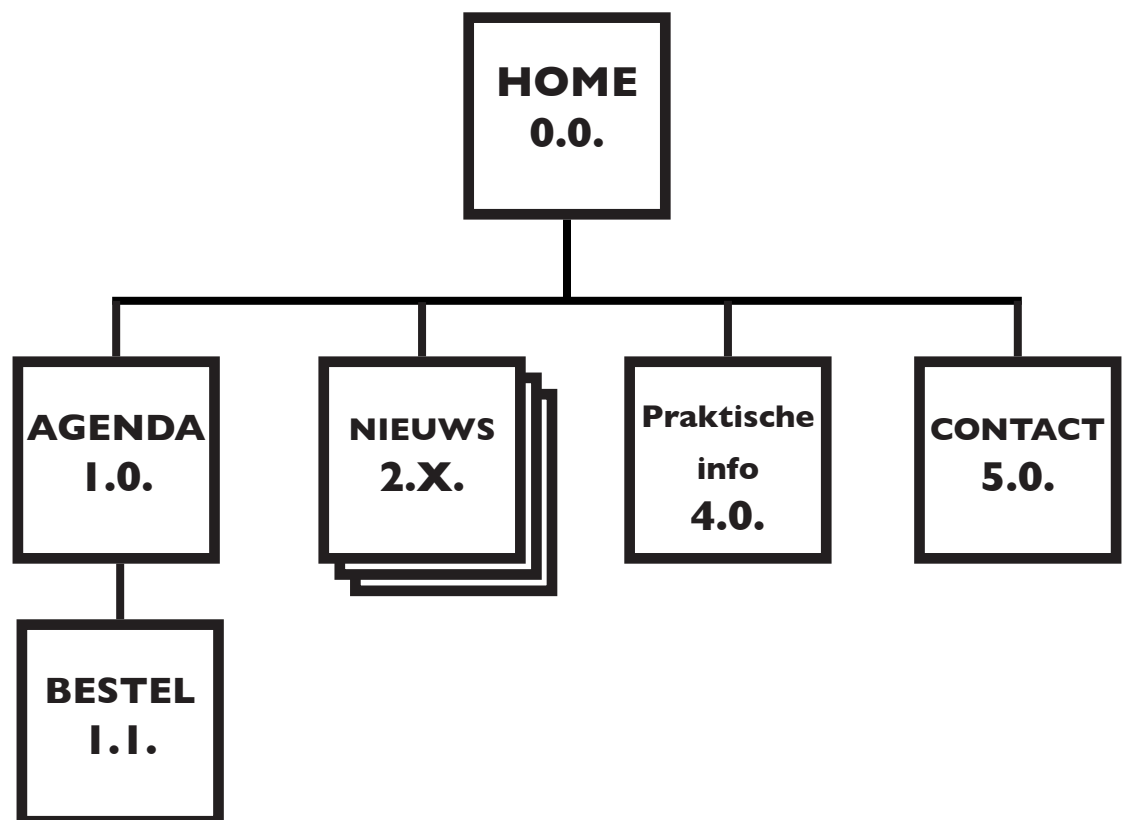 HOME
0.0.
AGENDA
1.0.
NIEUWS
2.X.
Praktische
info
4.0.
CONTACT
5.0.
BESTEL
1.1.